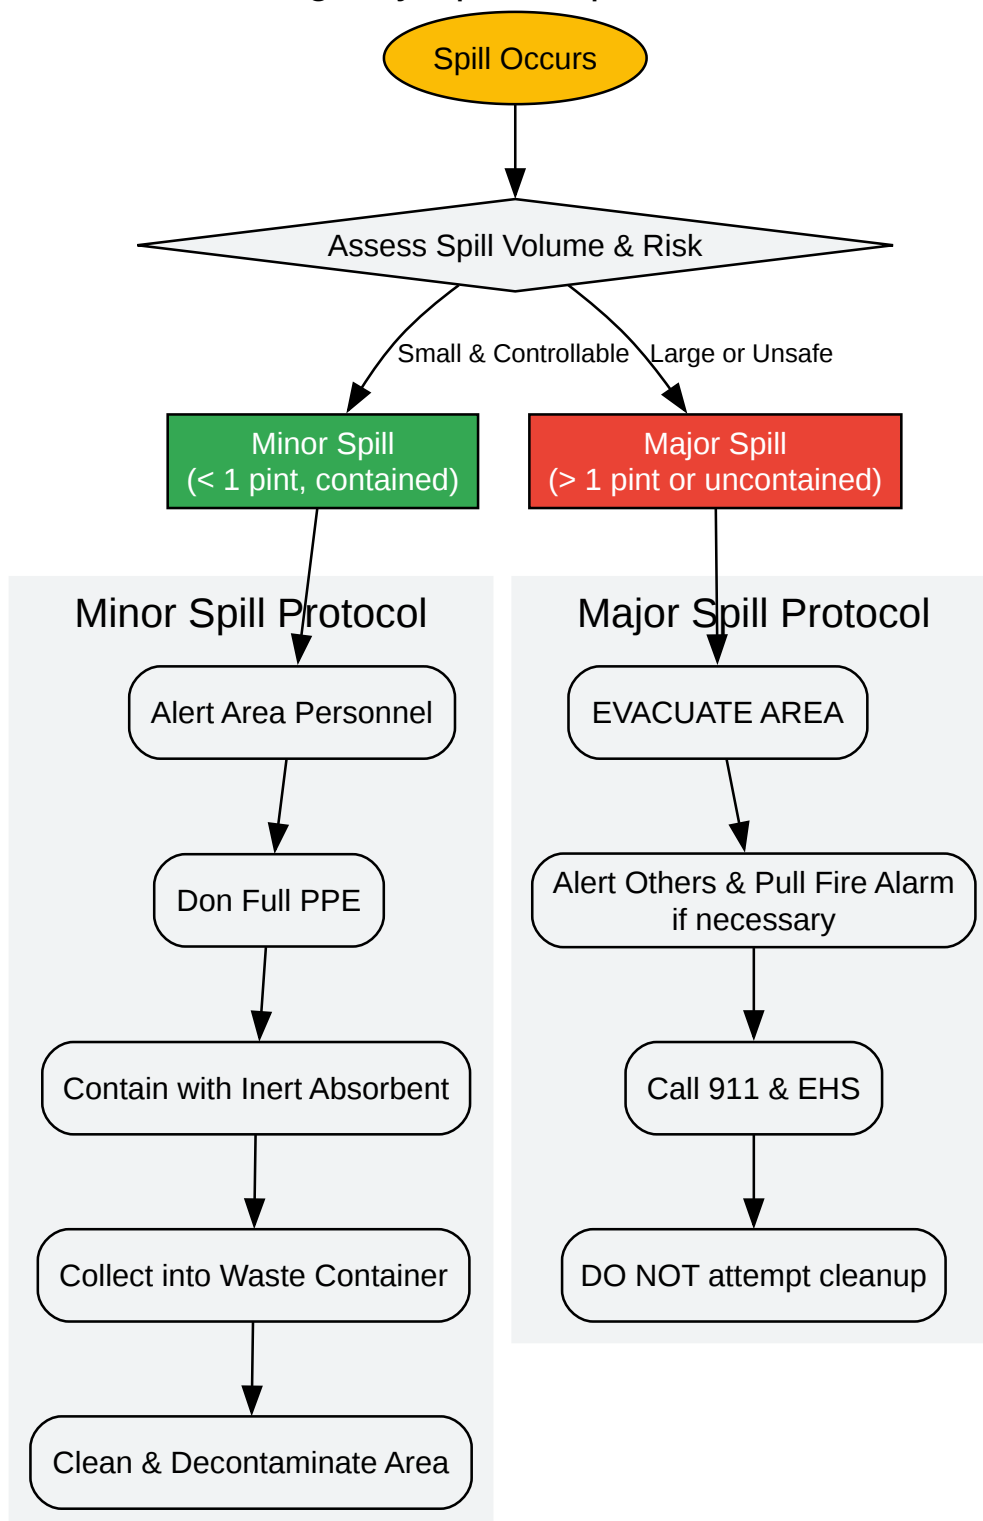 Spill Occurs
Assess Spill Volume & Risk
Small & Controllable
Large or Unsafe
Minor Spill
(< 1 pint, contained)
Major Spill
(> 1 pint or uncontained)
Minor Spill Protocol
Alert Area Personnel
Don Full PPE
Contain with Inert Absorbent
Collect into Waste Container
Clean & Decontaminate Area
Major Spill Protocol
EVACUATE AREA
Alert Others & Pull Fire Alarm
if necessary
Call 911 & EHS
DO NOT attempt cleanup